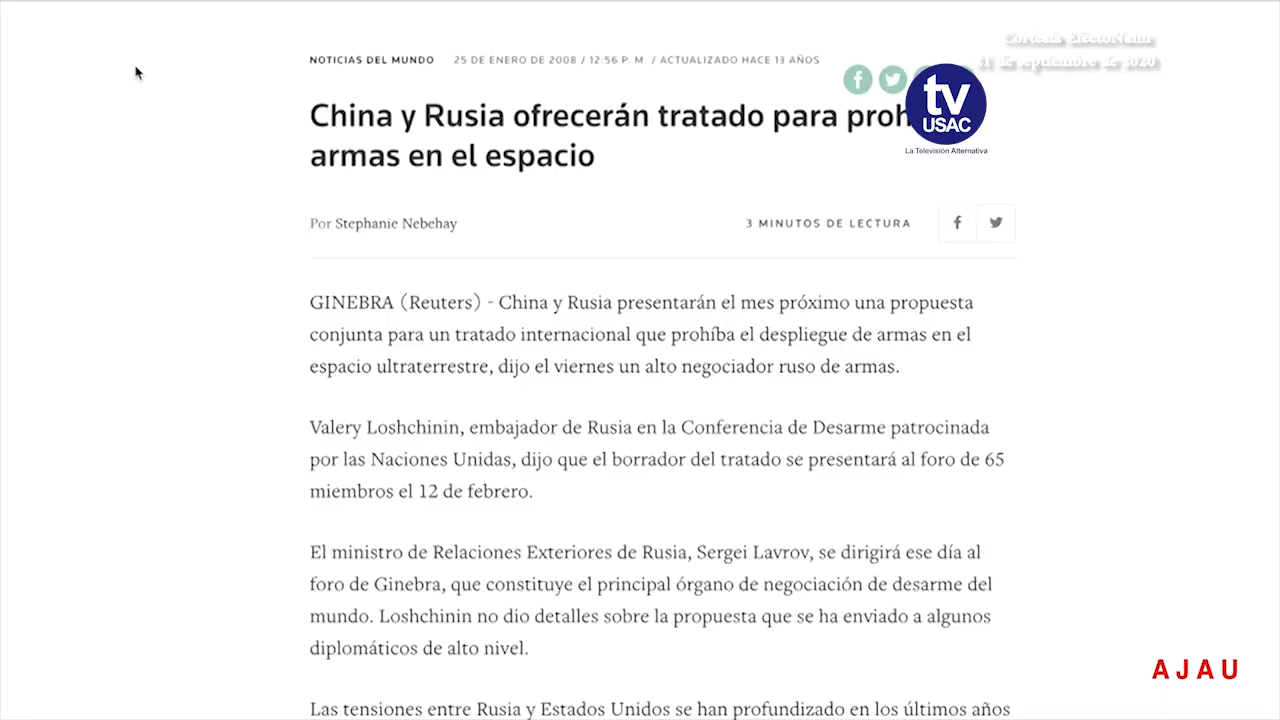 Cortesía EfectoNaim
11 de septiembre de 2020
NOTICIAS DEL MUNDO 25 DE ENERO DE 2008 / 12:56 P. M. / ACTUALIZADO HACE 13 AÑOS
China y Rusia ofrecerán tratado para proh
armas en el espacio
tv
USAC
La Televisión Alternativa
Por Stephanie Nebehay
3 MINUTOS DE LECTURA
GINEBRA (Reuters) - China y Rusia presentarán el mes próximo una propuesta
conjunta para un tratado internacional que prohíba el despliegue de armas en el
espacio ultraterrestre, dijo el viernes un alto negociador ruso de armas.
Valery Loshchinin, embajador de Rusia en la Conferencia de Desarme patrocinada
por las Naciones Unidas, dijo que el borrador del tratado se presentará al foro de 65
miembros el 12 de febrero.
El ministro de Relaciones Exteriores de Rusia, Sergei Lavrov, se dirigirá ese día al
foro de Ginebra, que constituye el principal órgano de negociación de desarme del
mundo. Loshchinin no dio detalles sobre la propuesta que se ha enviado a algunos
diplomáticos de alto nivel.
AJAU
Las tensiones entre Rusia y Estados Unidos se han profundizado en los últimos años